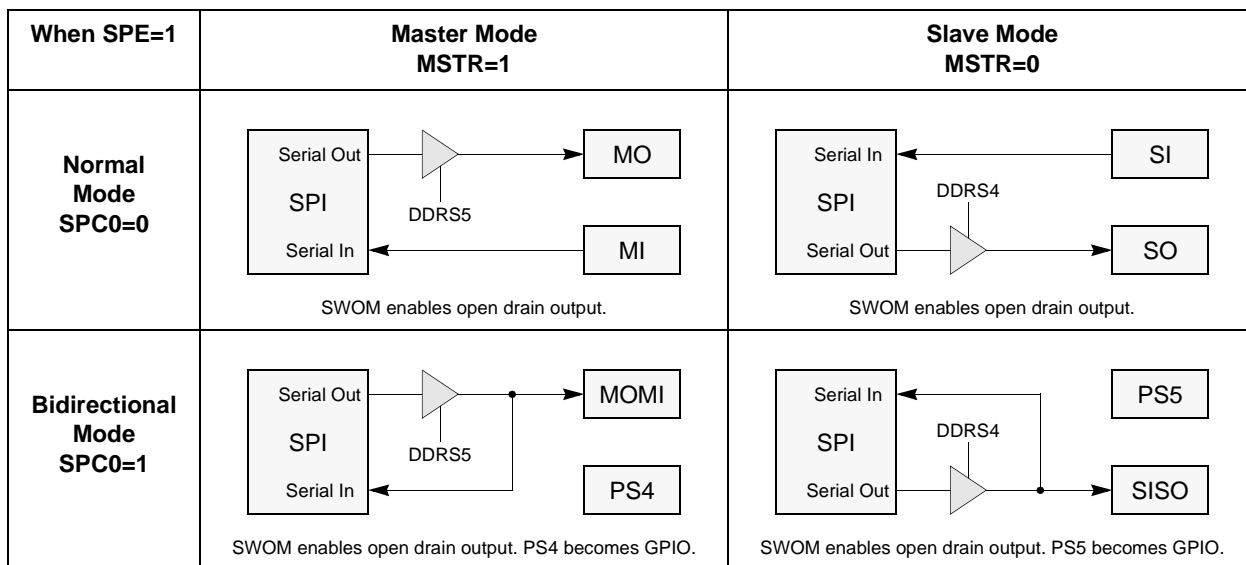 When SPE=1
Master Mode
MSTR=1
Slave Mode
MSTR=0
Normal
Mode
SPC0=0
Serial Out
SPI
Serial In
DDRS5
MO
MI
SWOM enables open drain output.
Serial In
SPI
Serial Out
DDRS4
SI
SO
SWOM enables open drain output.
Bidirectional
Mode
SPC0=1
Serial Out
SPI
Serial In
DDRS5
MOMI
PS4
SWOM enables open drain output. PS4 becomes GPIO.
Serial In
SPI
Serial Out
DDRS4
PS5
SISO
SWOM enables open drain output. PS5 becomes GPIO.